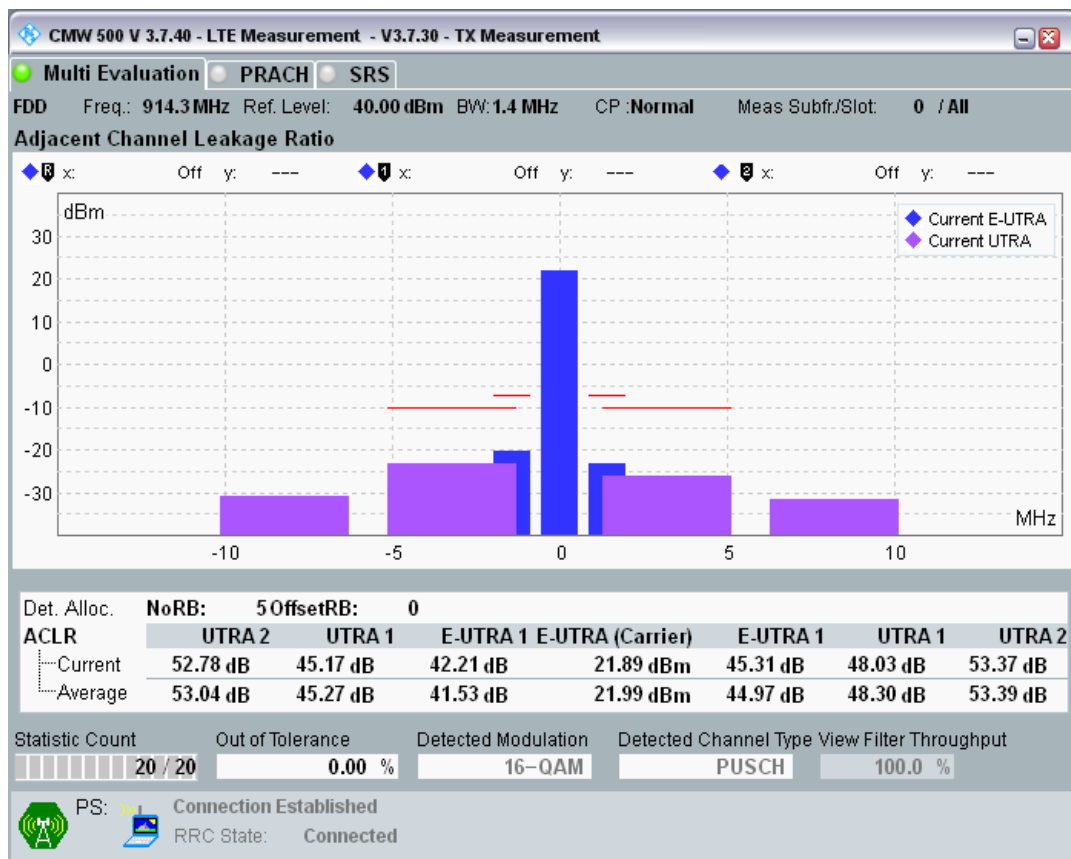 CMW 500 V 3.7.40 - LTE Measurement - V3.7.30 - TX Measurement
Multi Evaluation PRACH SRS
FDD Freq.: 914.3 MHz Ref. Level: 40.00 dBm BW: 1.4 MHz CP :Normal Meas Subfr./Slot: 0 / All
Adjacent Channel Leakage Ratio
R x: Off y: --- 1 x: Off y: --- 2 x: Off y: ---
dBm
Current E-UTRA
Current UTRA
30
20
10
0
-10
-20
-30
MHz
-10 -5 0 5 10
Det. Alloc. NoRB: 5 OffsetRB: 0
ACLR UTRA 2 UTRA 1 E-UTRA 1 E-UTRA (Carrier) E-UTRA 1 UTRA 1 UTRA 2
Current 52.78 dB 45.17 dB 42.21 dB 21.89 dBm 45.31 dB 48.03 dB 53.37 dB
Average 53.04 dB 45.27 dB 41.53 dB 21.99 dBm 44.97 dB 48.30 dB 53.39 dB
Statistic Count Out of Tolerance Detected Modulation Detected Channel Type View Filter Throughput
20 / 20 0.00 % 16-QAM PUSCH 100.0 %
PS: Connection Established
RRC State: Connected